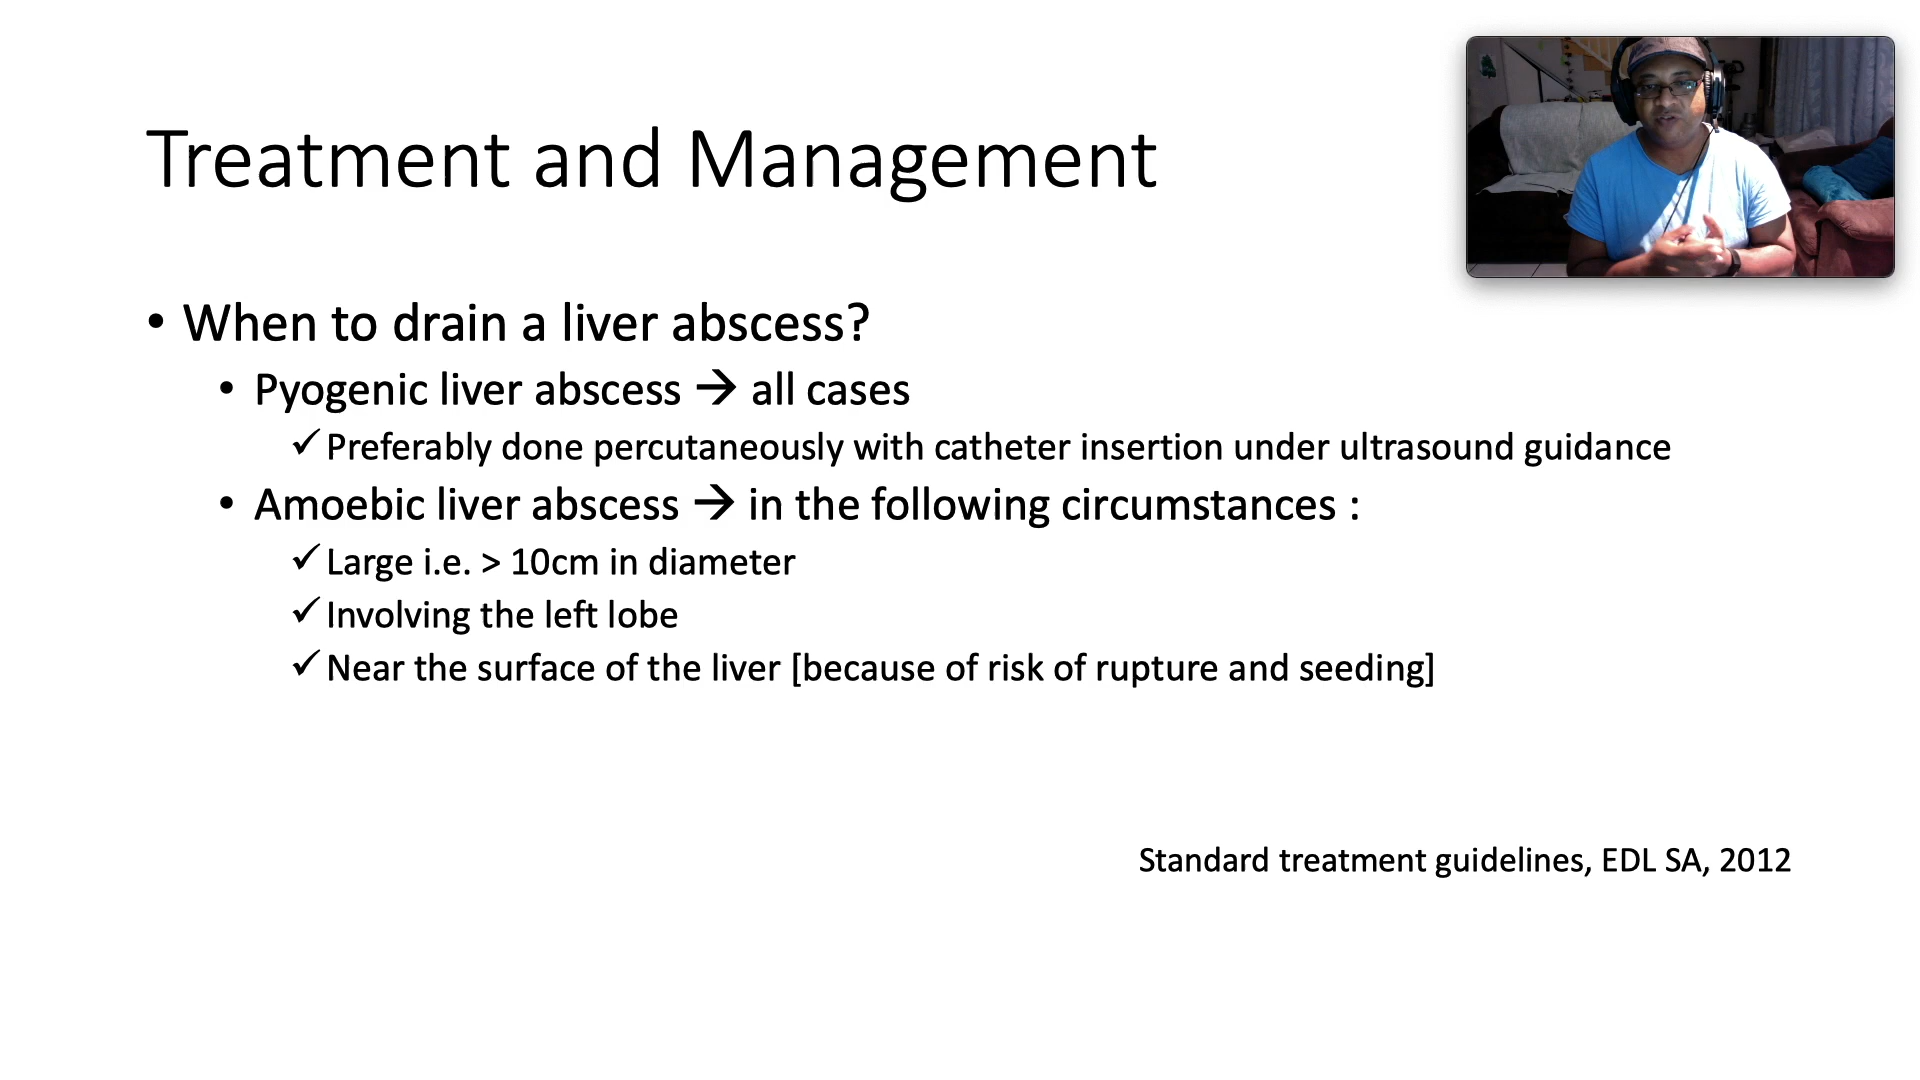 Treatment and Management
• When to drain a liver abscess?
• Pyogenic liver abscess → all cases
✓ Preferably done percutaneously with catheter insertion under ultrasound guidance
• Amoebic liver abscess → in the following circumstances :
✓ Large i.e. > 10cm in diameter
✓ Involving the left lobe
✓ Near the surface of the liver [because of risk of rupture and seeding]
Standard treatment guidelines, EDL SA, 2012